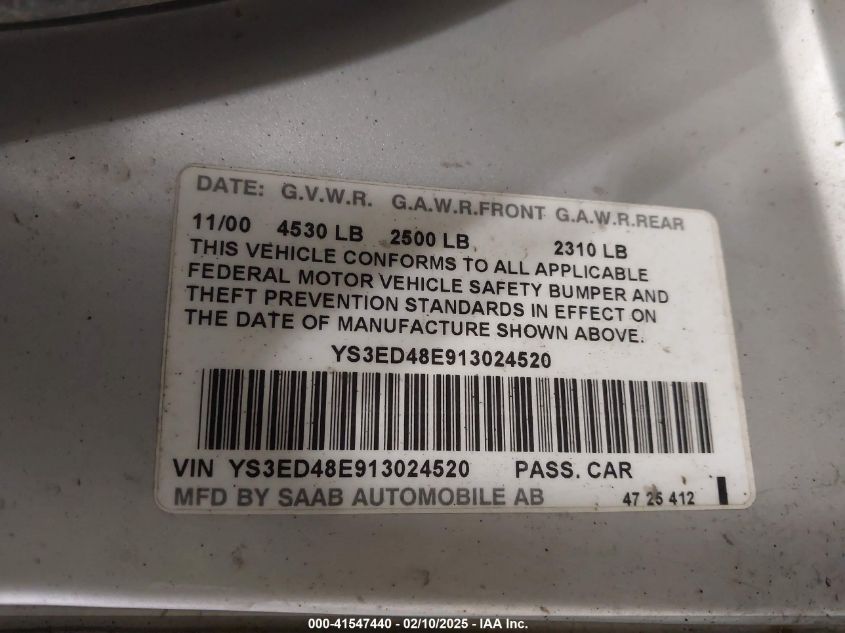 DATE: G.V.W.R. G.A.W.R.FRONT G.A.W.R.REAR
11/00 4530 LB 2500 LB. 2310 LB
THIS VEHICLE CONFORMS TO ALL APPLICABLE
FEDERAL MOTOR VEHICLE SAFETY BUMPER AND
THEFT PREVENTION STANDARDS IN EFFECT ON
THE DATE OF MANUFACTURE SHOWN ABOVE.
YS3ED48E913024520
VIN YS3ED48E913024520 PASS. CAR
MFD BY SAAB AUTOMOBILE AB 47 25 412
000-41547440 - 02/10/2025 - IAA Inc.